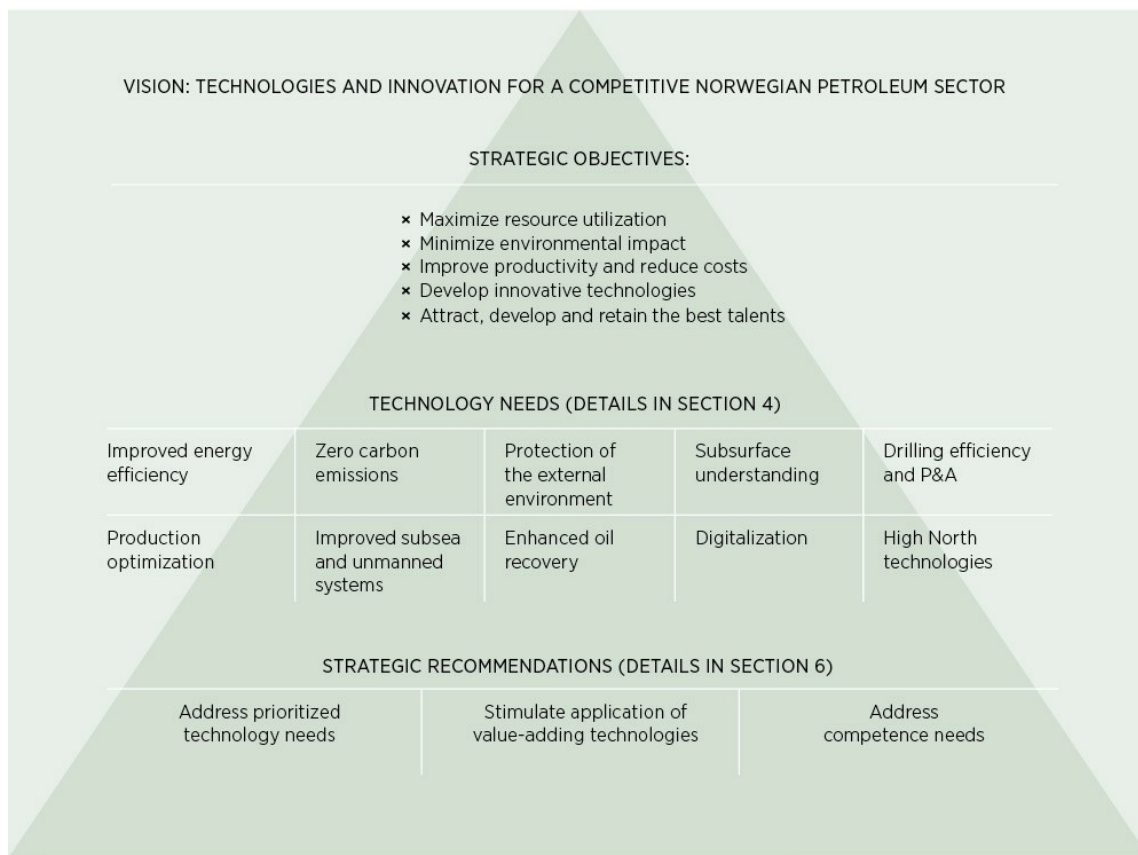 VISION: TECHNOLOGIES AND INNOVATION FOR A COMPETITIVE NORWEGIAN PETROLEUM SECTOR
STRATEGIC OBJECTIVES:
× Maximize resource utilization
× Minimize environmental impact
× Improve productivity and reduce costs
× Develop innovative technologies
× Attract, develop and retain the best talents
TECHNOLOGY NEEDS (DETAILS IN SECTION 4)
Improved energy
efficiency
Zero carbon
emissions
Protection of
the external
environment
Subsurface
understanding
Drilling efficiency
and P&A
Production
optimization
Improved subsea
and unmanned
systems
Enhanced oil
recovery
Digitalization
High North
technologies
STRATEGIC RECOMMENDATIONS (DETAILS IN SECTION 6)
Address prioritized
technology needs
Stimulate application of
value-adding technologies
Address
competence needs